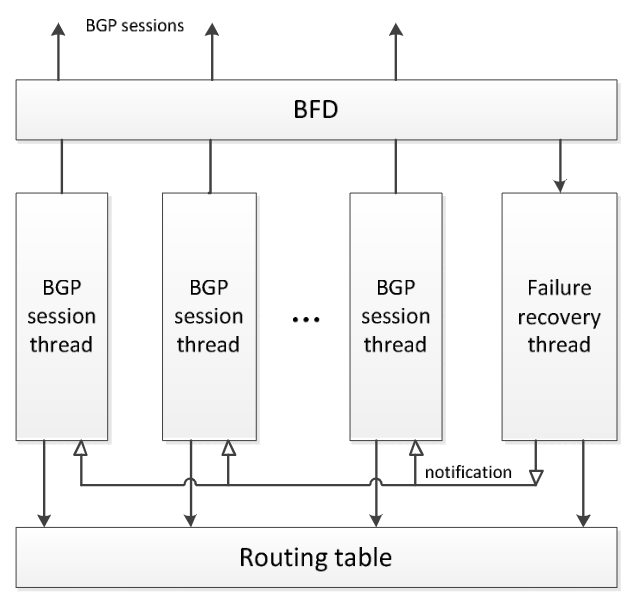 BGP sessions
BFD
BGP
session
thread
BGP
session
thread
...
BGP
session
thread
Failure
recovery
thread
notification
Routing table